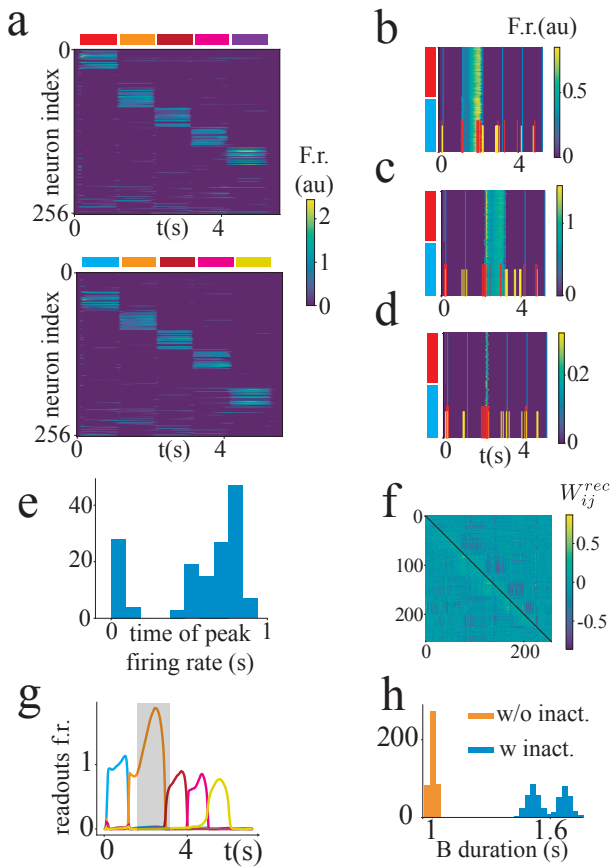 a
0
neuron index
256
0
t(s)
4
F.r.
(au)
2
1
0
0
neuron index
256
0
t(s)
4
b
F.r.(au)
0.5
0
0
4
c
1
0
0
4
d
0,2
0
0
t(s)
4
e
40
20
0
0
time of peak
firing rate (s)
1
f
W_{ij}^{rec}
0
100
200
0
200
0.5
0
-0.5
g
readouts f.r.
1
0
0
4
t(s)
h
w/o inact.
w inact.
200
0
1
1.6
B duration (s)